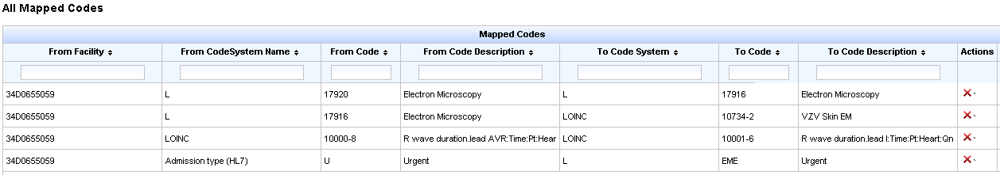 All Mapped Codes
Mapped Codes
From Facility From CodeSystem Name From Code From Code Description To Code System To Code To Code Description Actions
34D0655059 L 17920 Electron Microscopy L 17916 Electron Microscopy
34D0655059 L 17916 Electron Microscopy LOINC 10734-2 VZV Skin EM
34D0655059 LOINC 10000-8 R wave duration.lead AVR:Time:Pt:Hear LOINC 10001-6 R wave duration.lead I:Time:Pt:Heart:Qn
34D0655059 Admission type (HL7) U Urgent L EME Urgent